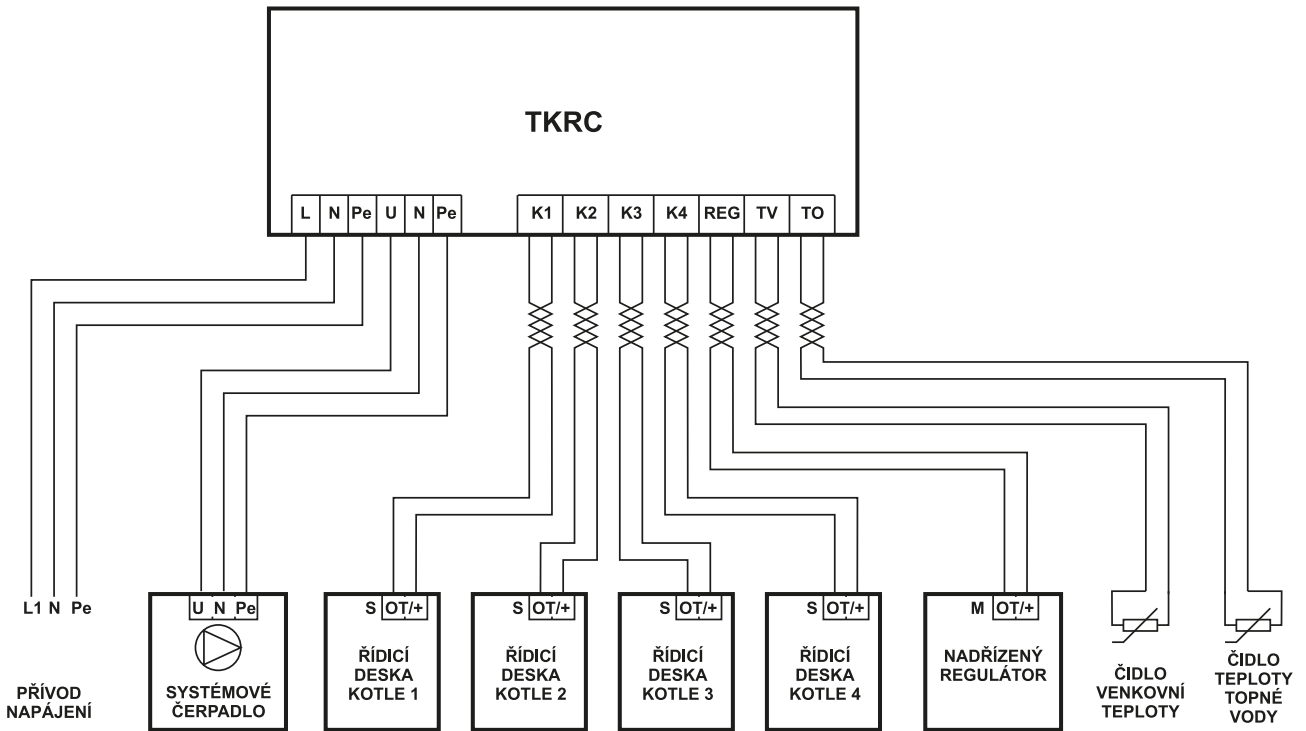 TKRC
L N Pe U N Pe K1 K2 K3 K4 REG TV TO
L1 N Pe
U N Pe
S OT/+
S OT/+
S OT/+
S OT/+
M OT/+
PŘÍVOD
NAPÁJENÍ
SYSTÉMOVÉ
ČERPADLO
ŘÍDICÍ
DESKA
KOTLE 1
ŘÍDICÍ
DESKA
KOTLE 2
ŘÍDICÍ
DESKA
KOTLE 3
ŘÍDICÍ
DESKA
KOTLE 4
NADŘÍZENÝ
REGULÁTOR
ČIDLO
VENKOVNÍ
TEPLOTY
ČIDLO
TEPLOTY
TOPNÉ
VODY